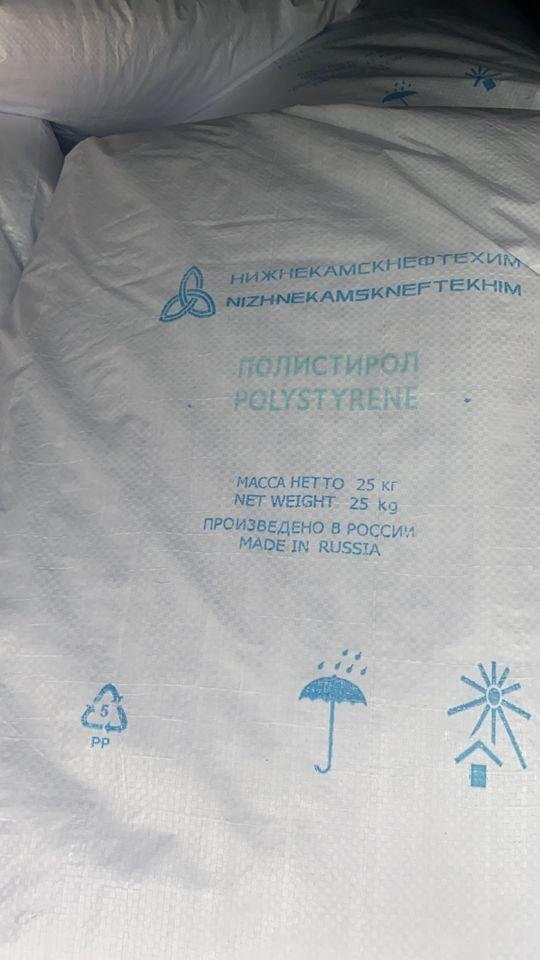 НИЖНЕКАМСКНЕФТЕХИМ
NIZHNEKAMSKNEFTEKHIM
ПОЛИСТИРОЛ
POLYSTYRENE
МАССА НЕТТО 25 кг
NET WEIGHT 25 kg
ПРОИЗВЕДЕНО В РОССИИ
MADE IN RUSSIA
5
PP